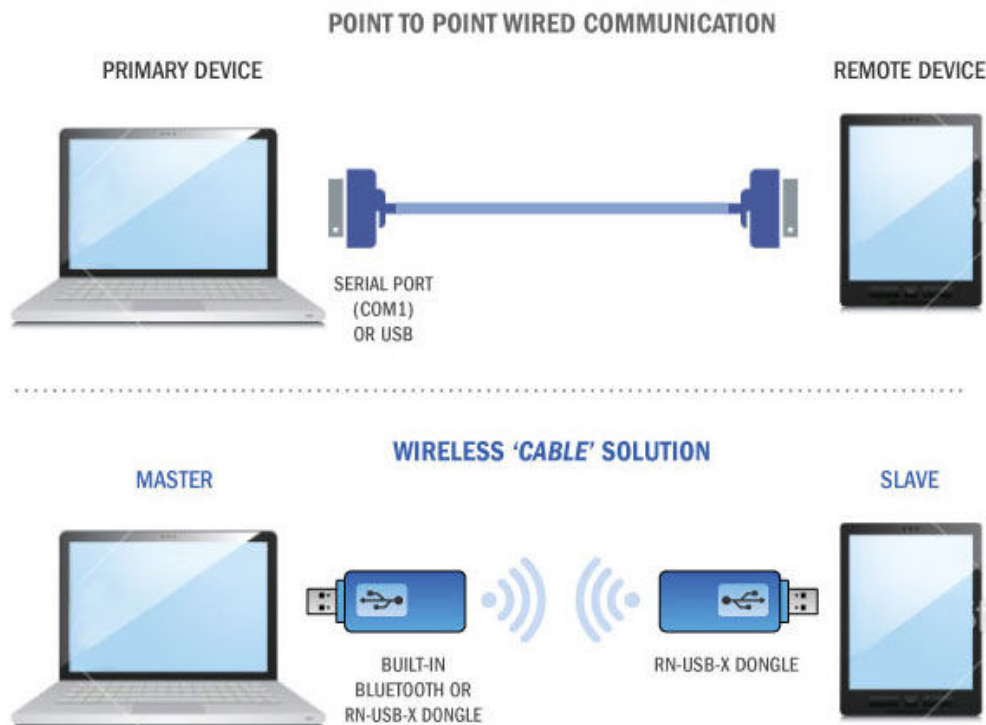 POINT TO POINT WIRED COMMUNICATION
PRIMARY DEVICE
REMOTE DEVICE
SERIAL PORT
(COM1)
OR USB
WIRELESS ‘CABLE’ SOLUTION
MASTER
SLAVE
BUILT-IN
BLUETOOTH OR
RN-USB-X DONGLE
RN-USB-X DONGLE